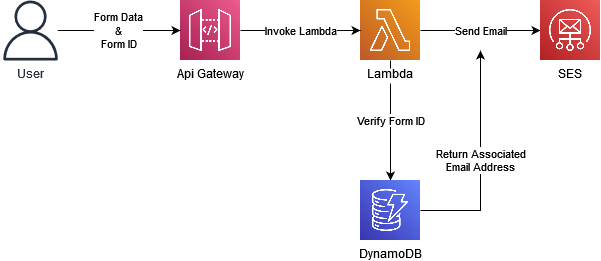 Form Data
&
Form ID
Invoke Lambda
Send Email
User
Api Gateway
Lambda
SES
Verify Form ID
Return Associated
Email Address
DynamoDB